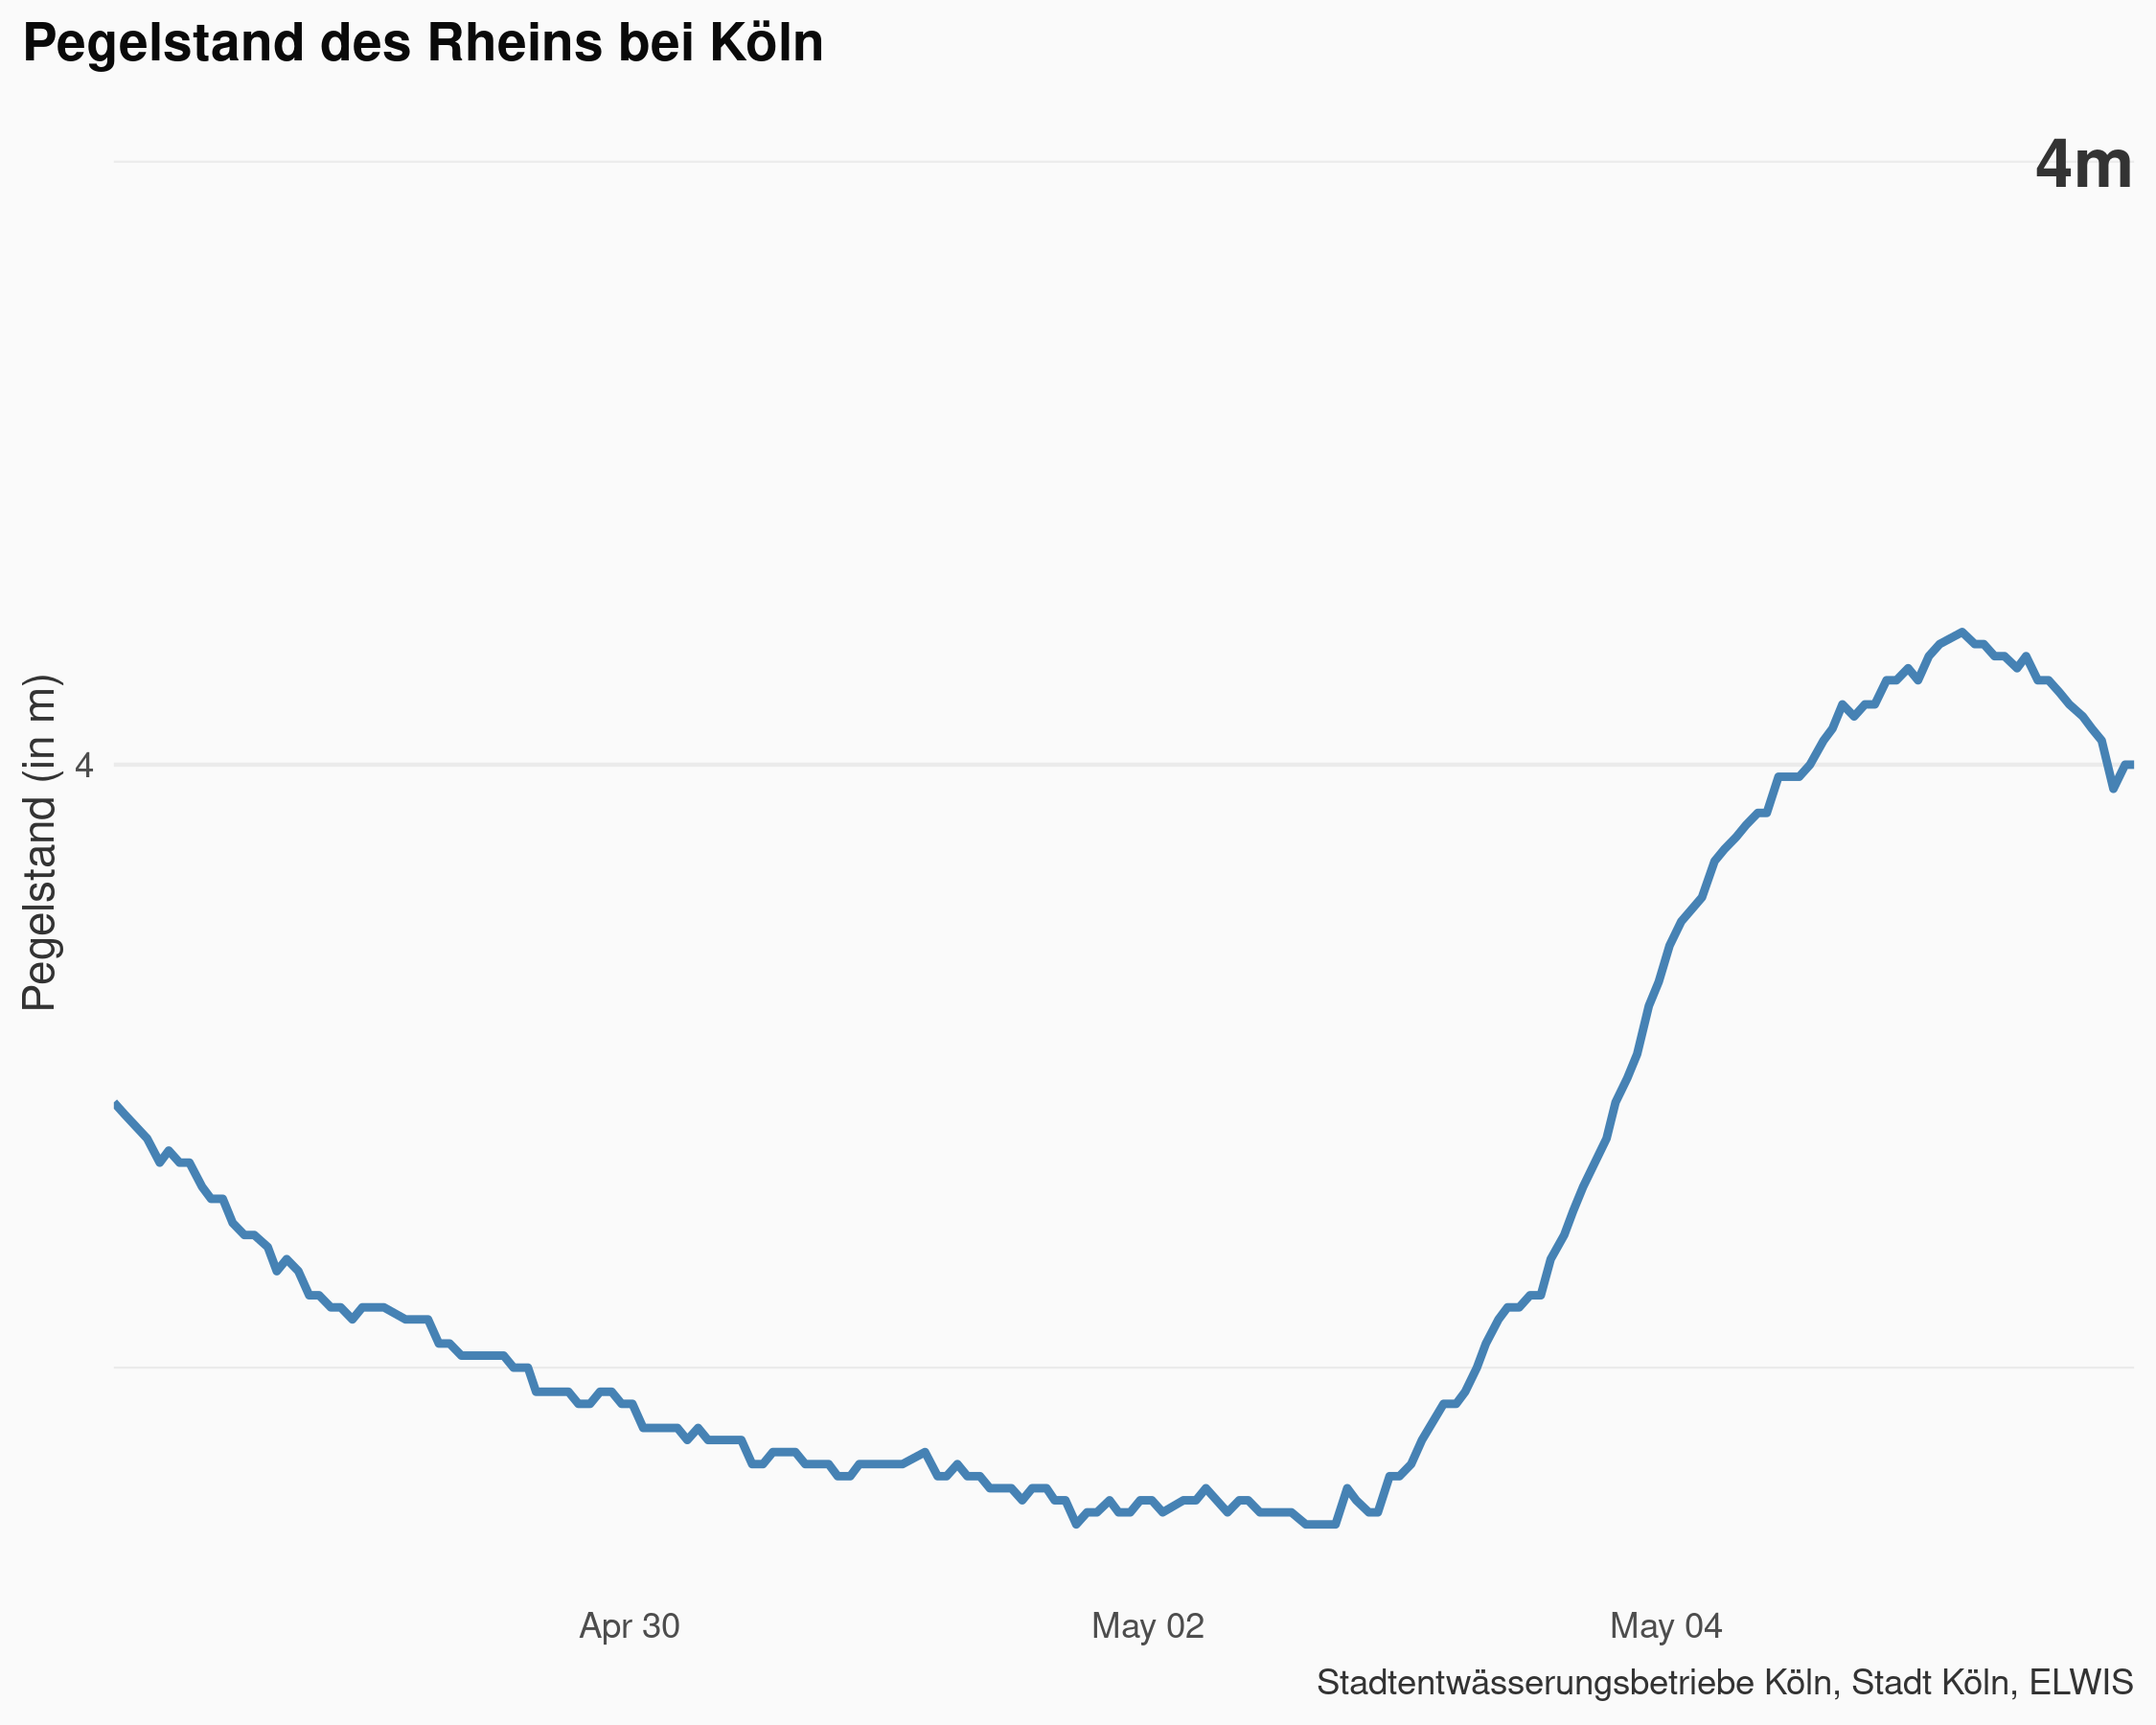 Pegelstand des Rheins bei Köln
4m
Pegelstand (in m)
4
Apr 30
May 02
May 04
Stadtentwässerungsbetriebe Köln, Stadt Köln, ELWIS